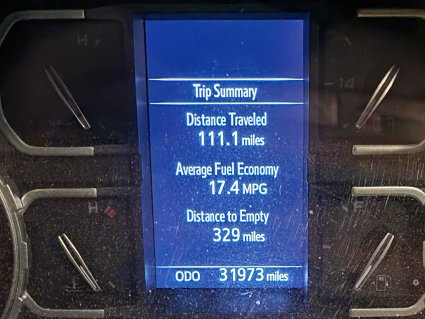 H
14
Trip Summary
Distance Traveled
111.1 miles
Average Fuel Economy
17.4 MPG
H
F
Distance to Empty
329 miles
ODO 31973 miles